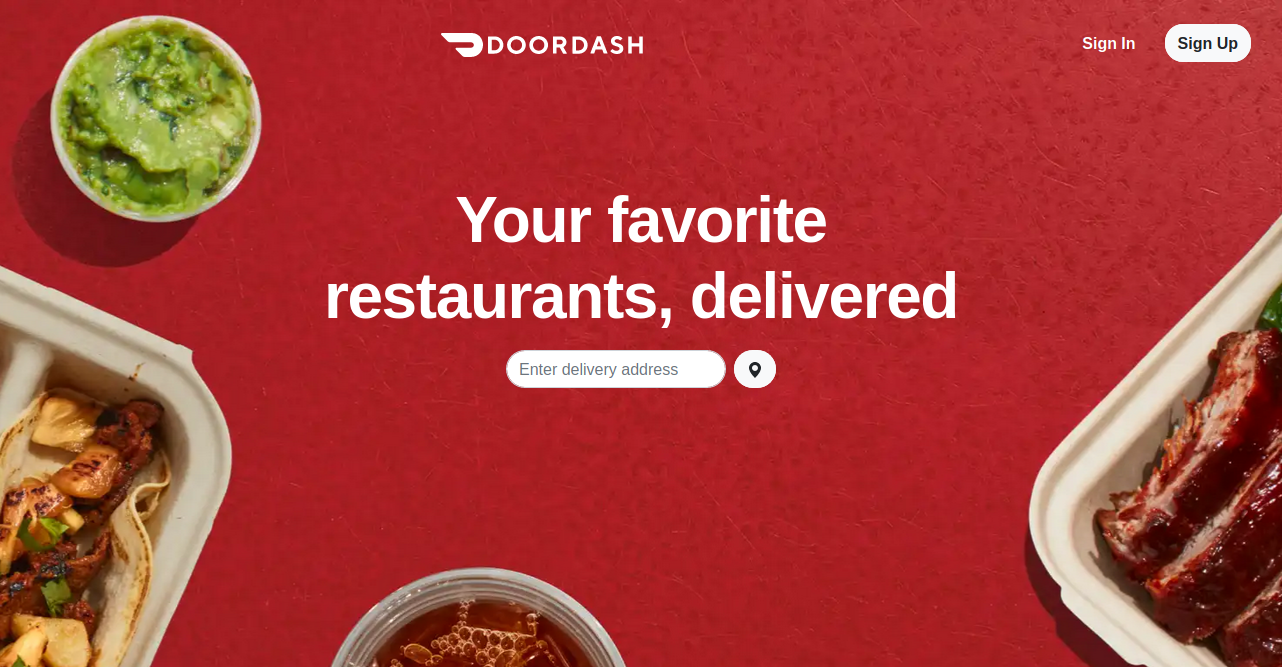 DOORDASH
Sign In
Sign Up
Your favorite
restaurants, delivered
Enter delivery address